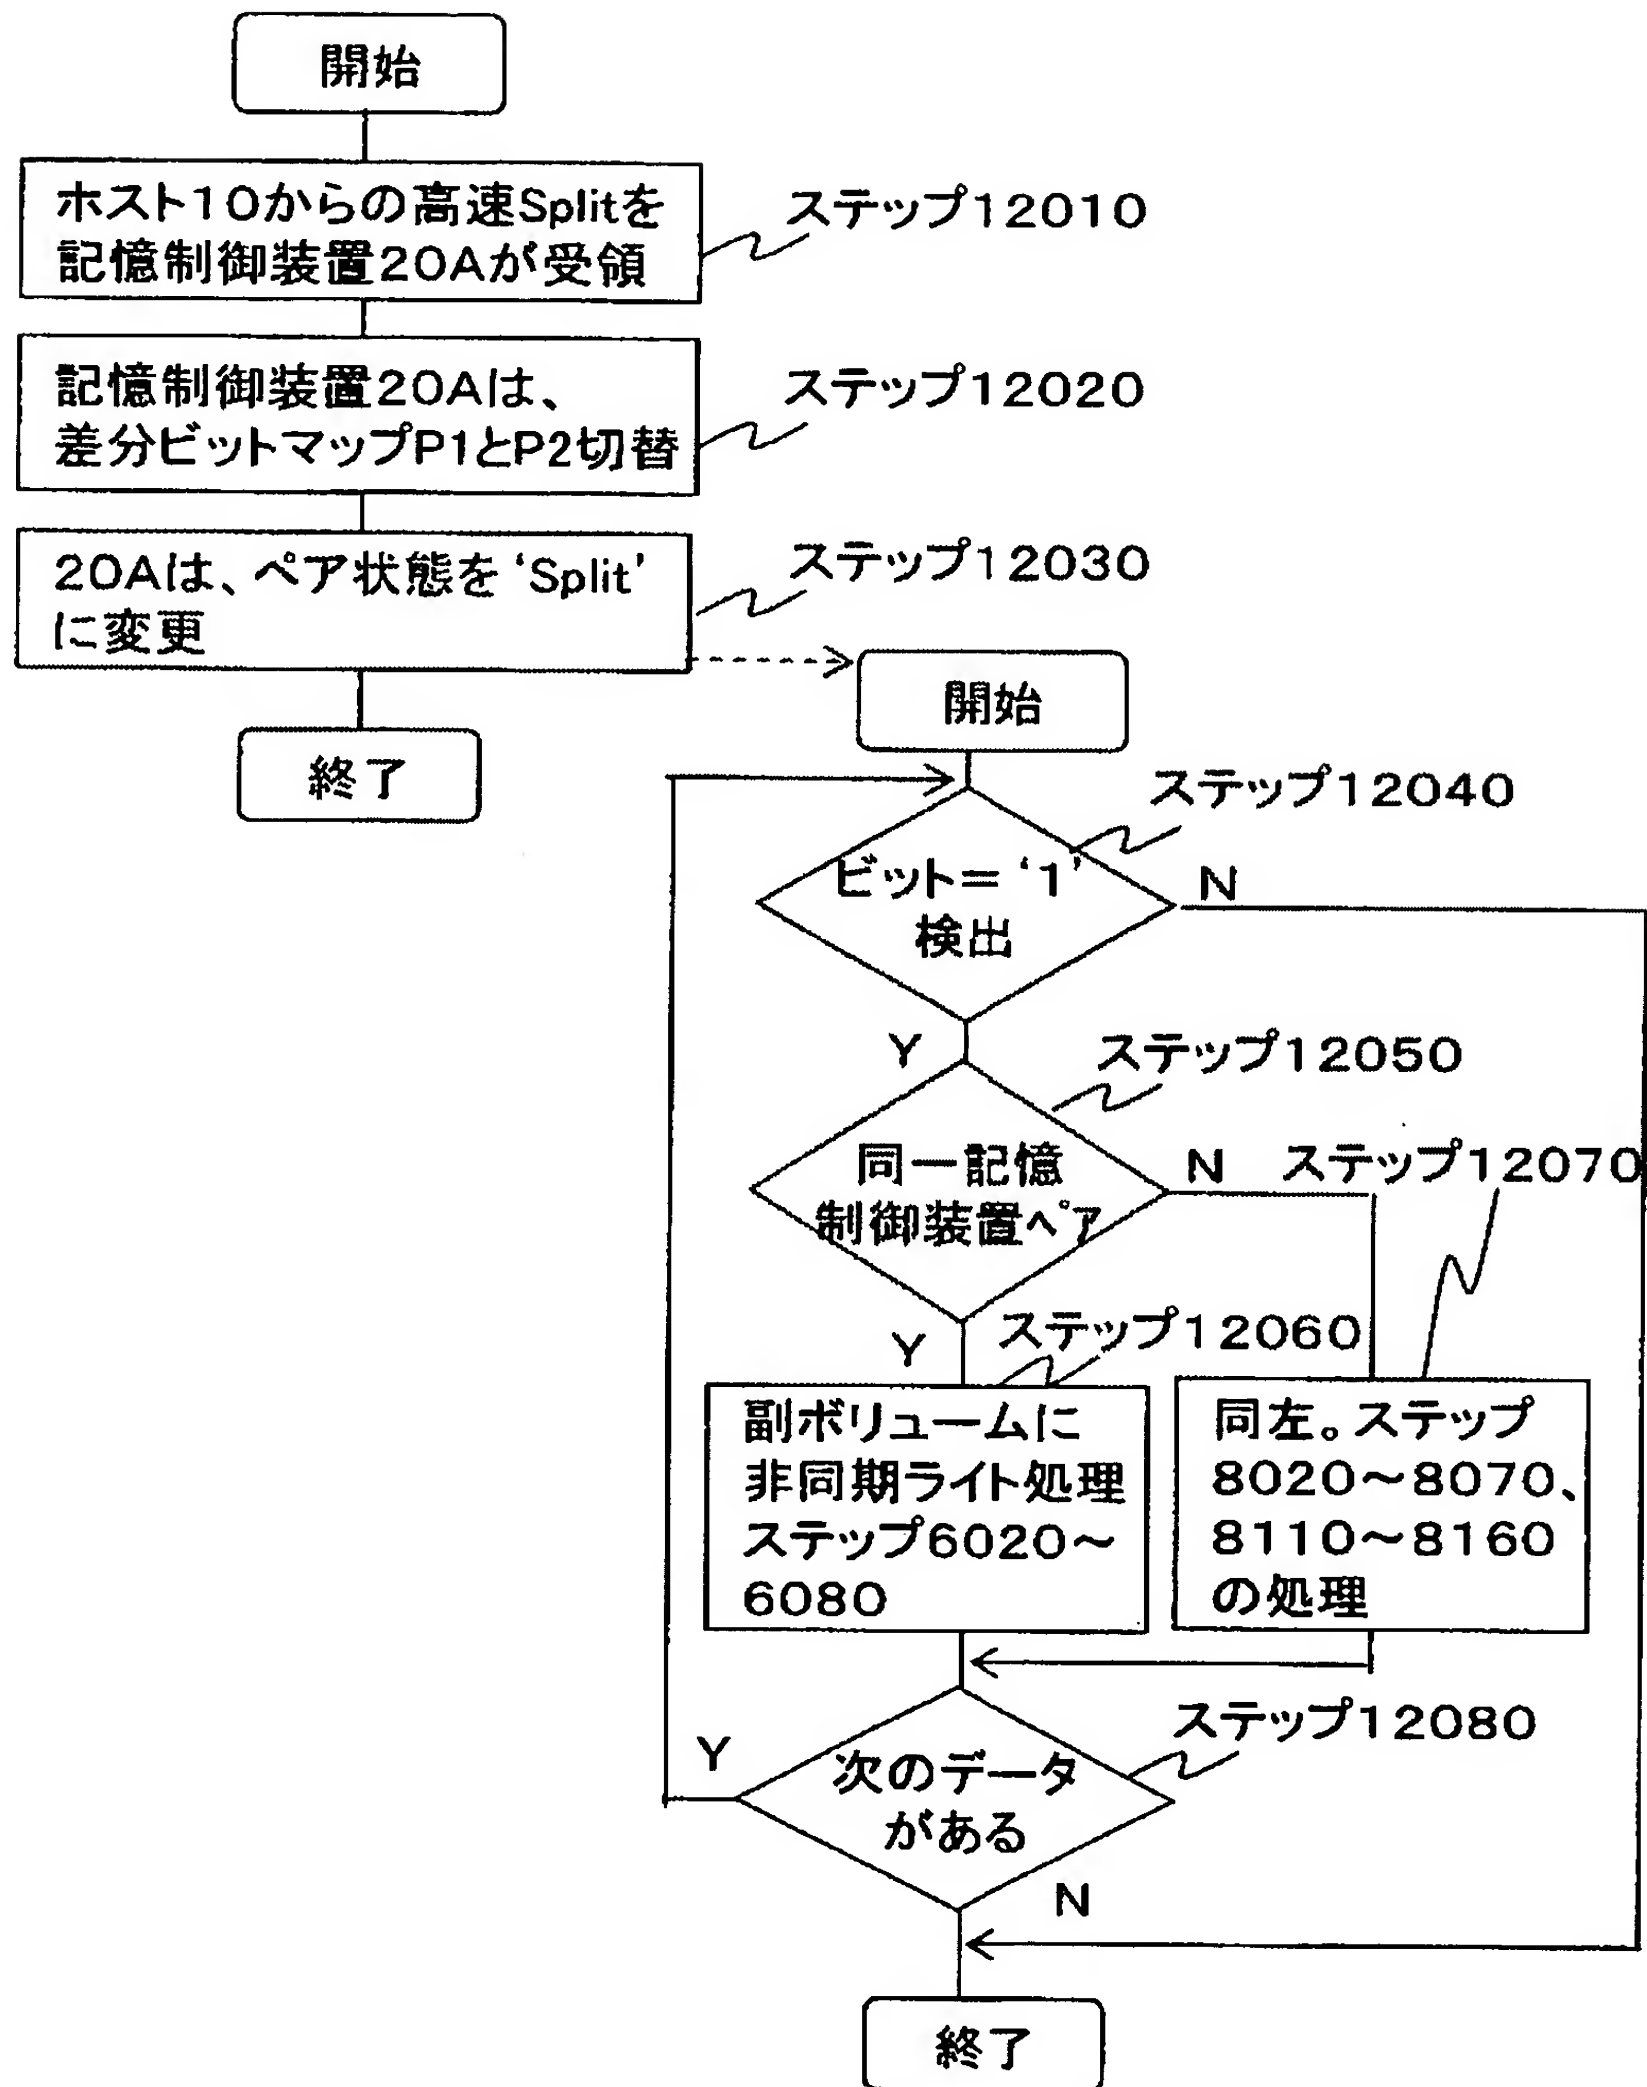 開始
ホスト10からの高速Splitを
記憶制御装置20Aが受領
ステップ12010
記憶制御装置20Aは、
差分ビットマップP1とP2切替
ステップ12020
20Aは、ペア状態を‘Split’
に変更
ステップ12030
終了
開始
ステップ12040
ビット=‘1’
検出
N
Y
ステップ12050
同一記憶
制御装置ペア
N
ステップ12070
Y
ステップ12060
副ボリュームに
非同期ライト処理
ステップ6020～
6080
同左。ステップ
8020～8070、
8110～8160
の処理
ステップ12080
Y
次のデータ
がある
N
終了